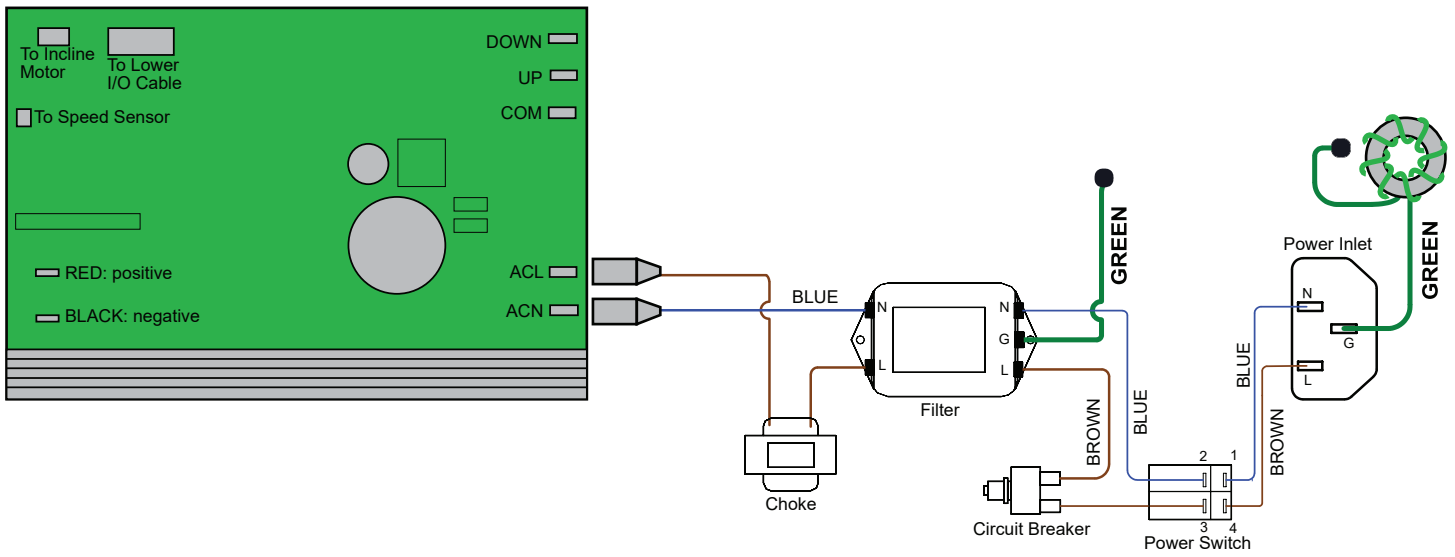 To Incline
Motor
To Lower
I/O Cable
To Speed Sensor
DOWN
UP
COM
RED: positive
BLACK: negative
ACL
ACN
BLUE
N
L
N
G
L
Filter
Choke
GREEN
BROWN
BLUE
Circuit Breaker
2
1
3
4
Power Switch
BLUE
BROWN
Power Inlet
N
G
L
GREEN